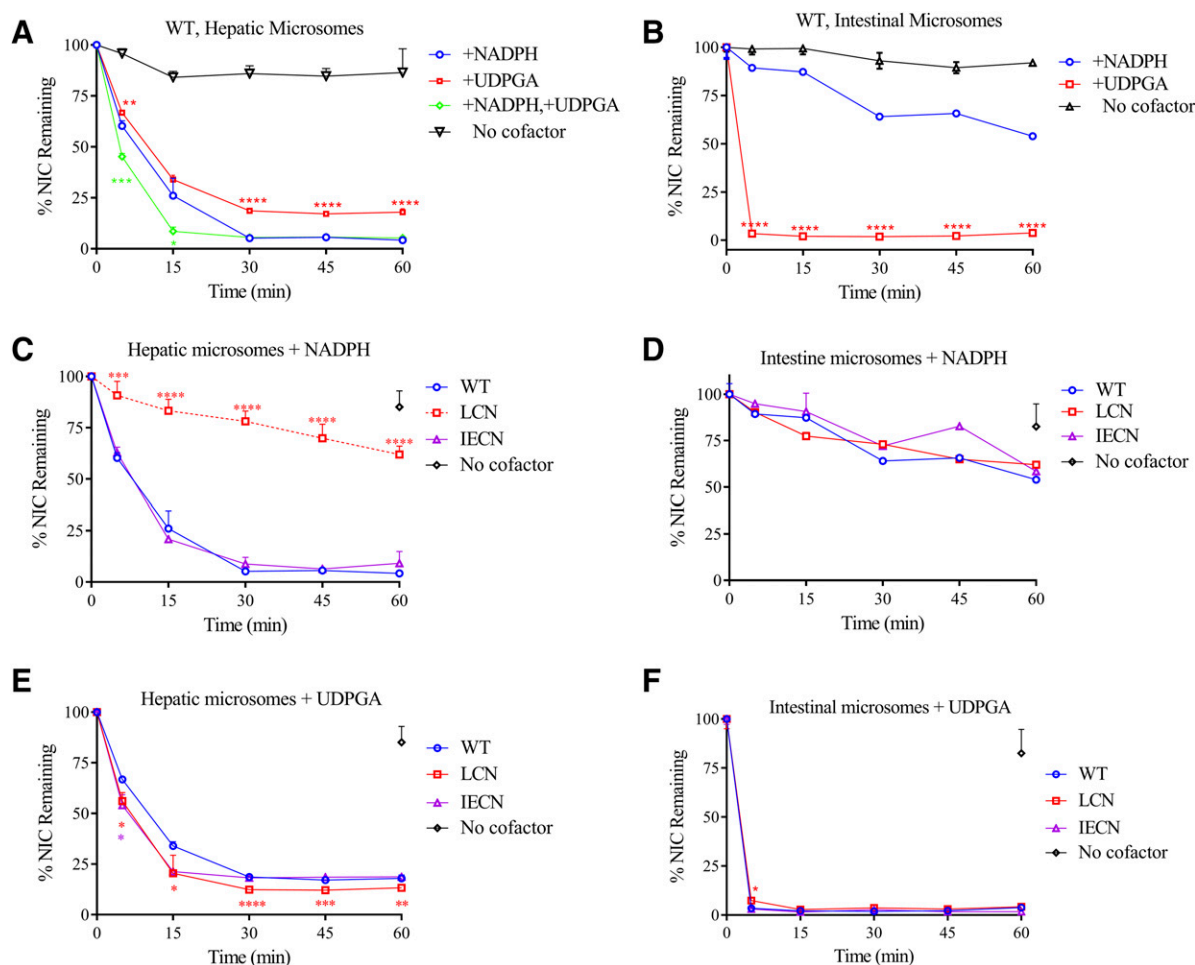 A
WT, Hepatic Microsomes
% NIC Remaining
100
75
50
25
0
**
***
*
****
****
****
0
15
30
45
60
Time (min)
+NADPH
+UDPGA
+NADPH,+UDPGA
No cofactor
B
WT, Intestinal Microsomes
% NIC Remaining
100
75
50
25
0
****
****
****
****
****
0
15
30
45
60
Time (min)
+NADPH
+UDPGA
No cofactor
C
Hepatic microsomes + NADPH
% NIC Remaining
100
75
50
25
0
***
****
****
****
****
0
15
30
45
60
Time (min)
WT
LCN
IECN
No cofactor
D
Intestine microsomes + NADPH
% NIC Remaining
100
75
50
25
0
0
15
30
45
60
Time (min)
WT
LCN
IECN
No cofactor
E
Hepatic microsomes + UDPGA
% NIC Remaining
100
75
50
25
0
*
*
*
****
***
**
0
15
30
45
60
Time (min)
WT
LCN
IECN
No cofactor
F
Intestinal microsomes + UDPGA
% NIC Remaining
100
75
50
25
0
*
0
15
30
45
60
Time (min)
WT
LCN
IECN
No cofactor